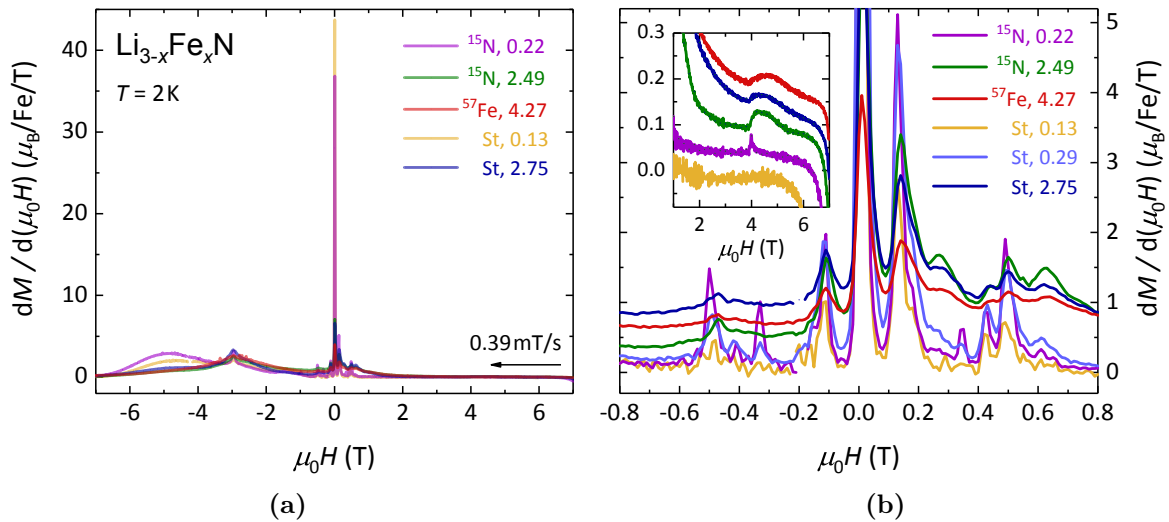 Li3-xFexN
T = 2K
15N, 0.22
15N, 2.49
57Fe, 4.27
St, 0.13
St, 2.75
0.39mT/s
dM / d(μ0H) (μB/Fe/T)
0
10
20
30
40
-6
-4
-2
0
2
4
6
μ0H (T)
(a)
15N, 0.22
15N, 2.49
57Fe, 4.27
St, 0.13
St, 0.29
St, 2.75
0.3
0.2
0.1
0.0
2
4
6
μ0H (T)
5
4
3
2
1
0
dM / d(μ0H) (μB/Fe/T)
-0.8
-0.6
-0.4
-0.2
0.0
0.2
0.4
0.6
0.8
μ0H (T)
(b)